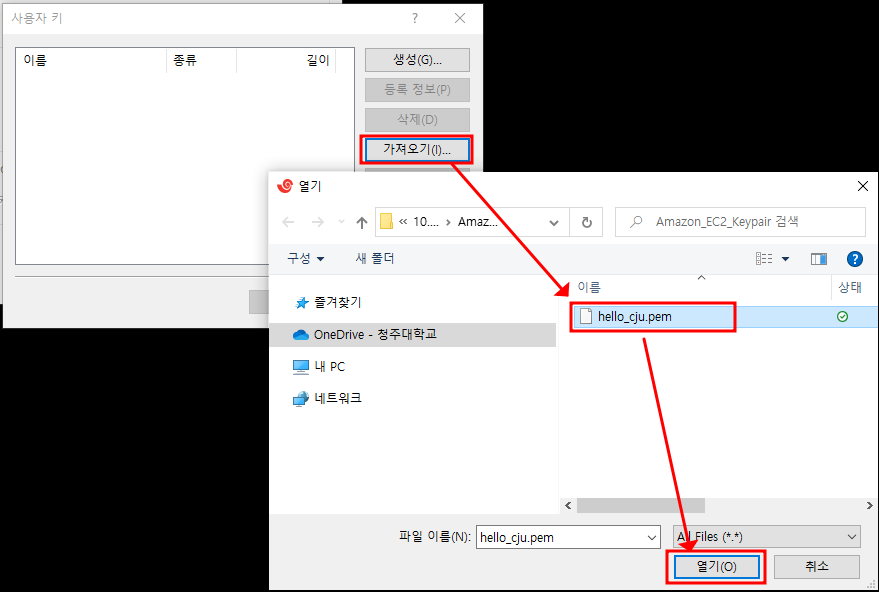 사용자 키
?
이름 종류 길이
생성(G)...
등록 정보(P)
삭제(D)
가져오기(I)...
열기
« 10.... › Amaz...
Amazon_EC2_Keypair 검색
구성
새 폴더
?
이름 상태
즐겨찾기
hello_cju.pem
OneDrive - 청주대학교
내 PC
네트워크
파일 이름(N): hello_cju.pem
All Files (*.*)
열기(O) 취소